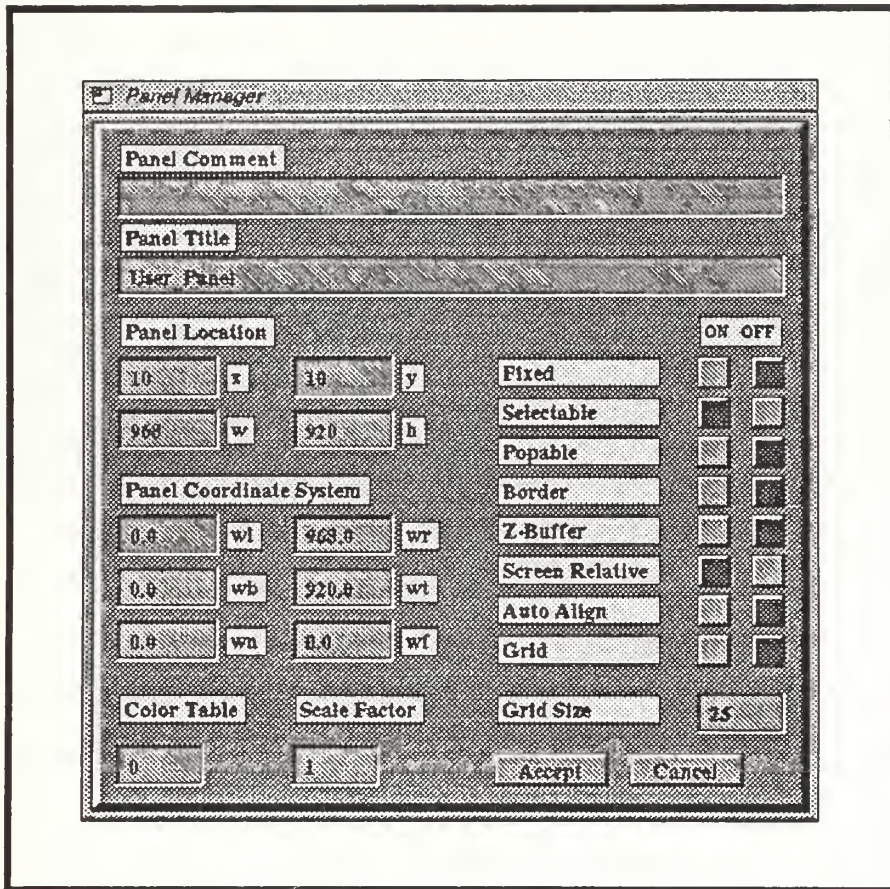 Panel Manager
Panel Comment
Panel Title
User Panel
Panel Location
ON OFF
10 x 10 y
Fixed
968 w 920 h
Selectable
Popable
Panel Coordinate System
Border
0.0 wl 968.0 wr
Z-Buffer
0.0 wb 920.0 wt
Screen Relative
Auto Align
0.0 wn 0.0 wf
Grid
Color Table
Scale Factor
Grid Size
25
0
1
Accept
Cancel